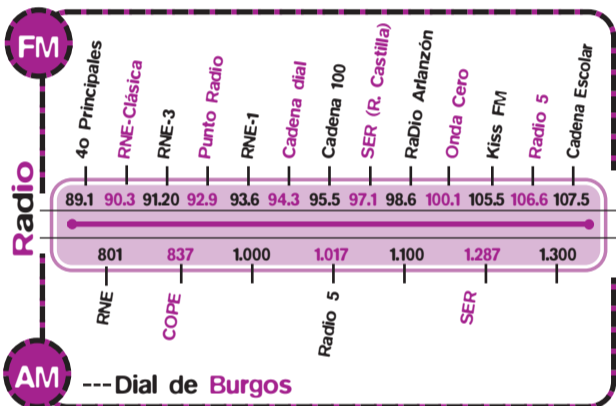 FM
4o Principales
RNE-Clásica
RNE-3
Punto Radio
RNE-1
Cadena dial
Cadena 100
SER (R. Castilla)
RaDio Arlanzón
Onda Cero
Kiss FM
Radio 5
Cadena Escolar
Radio
89.1 90.3 91.20 92.9 93.6 94.3 95.5 97.1 98.6 100.1 105.5 106.6 107.5
801 837 1.000 1.017 1.100 1.287 1.300
RNE
COPE
Radio 5
SER
AM
---Dial de Burgos